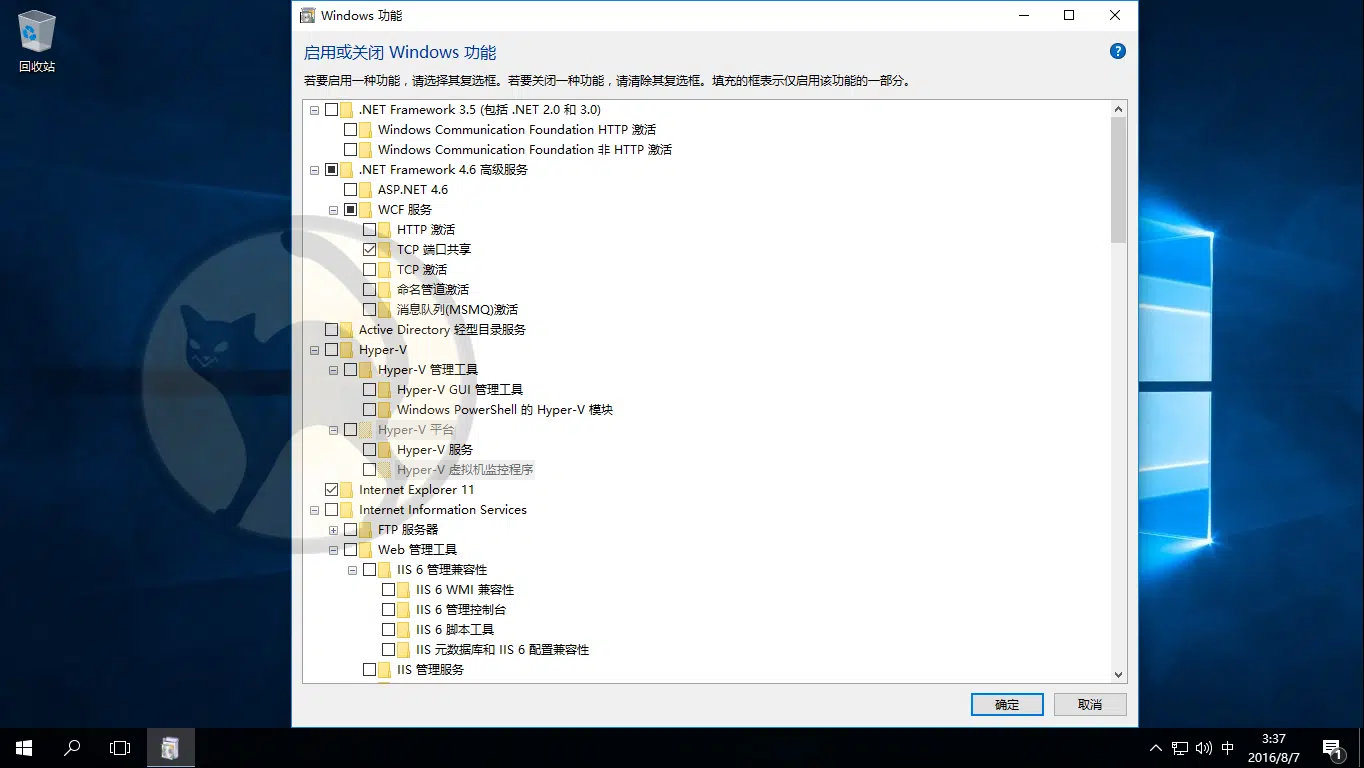 回收站
Windows 功能
启用或关闭 Windows 功能
若要启用一种功能，请选择其复选框。若要关闭一种功能，请清除其复选框。填充的框表示仅启用该功能的一部分。
.NET Framework 3.5 (包括 .NET 2.0 和 3.0)
Windows Communication Foundation HTTP 激活
Windows Communication Foundation 非 HTTP 激活
.NET Framework 4.6 高级服务
ASP.NET 4.6
WCF 服务
HTTP 激活
TCP 端口共享
TCP 激活
命名管道激活
消息队列(MSMQ)激活
Active Directory 轻型目录服务
Hyper-V
Hyper-V 管理工具
Hyper-V GUI 管理工具
Windows PowerShell 的 Hyper-V 模块
Hyper-V 平台
Hyper-V 服务
Hyper-V 虚拟机监控程序
Internet Explorer 11
Internet Information Services
FTP 服务器
Web 管理工具
IIS 6 管理兼容性
IIS 6 WMI 兼容性
IIS 6 管理控制台
IIS 6 脚本工具
IIS 元数据库和 IIS 6 配置兼容性
IIS 管理服务
确定
取消
中
3:37
2016/8/7
1